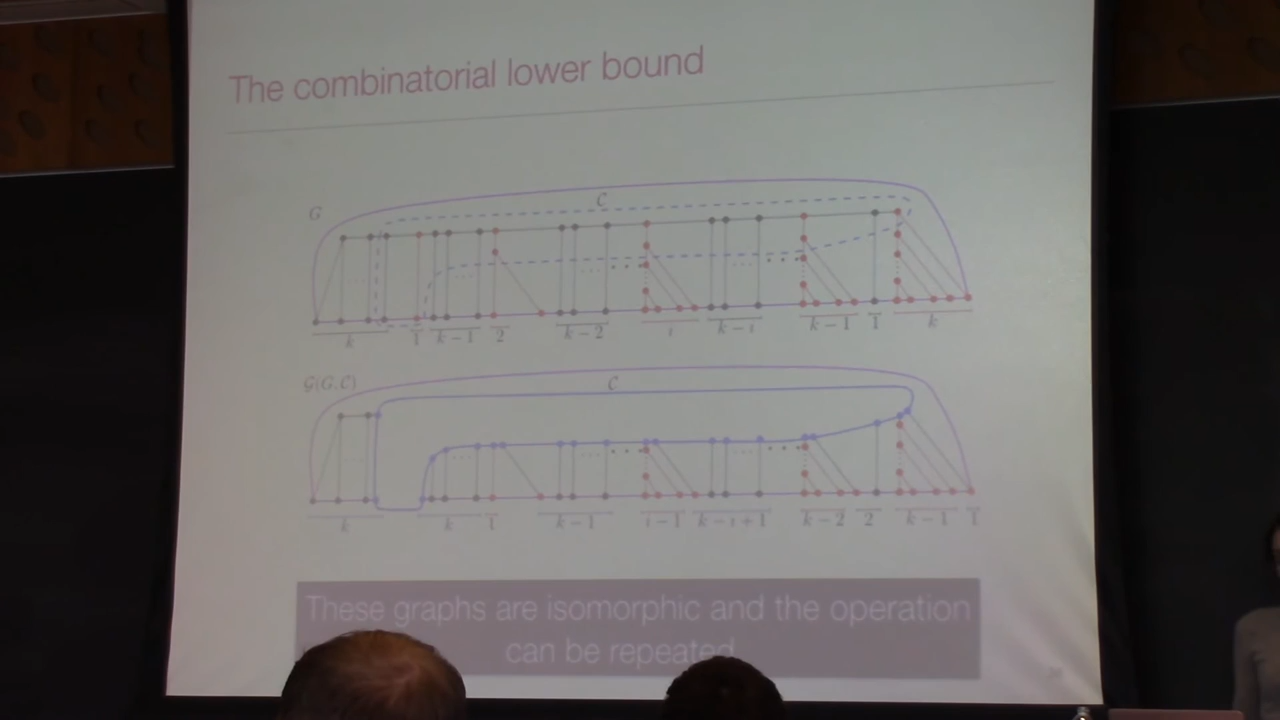 The combinatorial lower bound
G
C
k 1 k−1 2 k−2 i k−i k−1 1 k
G(G,C)
C
k k 1 k−1 i−1 k−i+1 k−2 2 k−1 1
These graphs are isomorphic and the operation
can be repeated